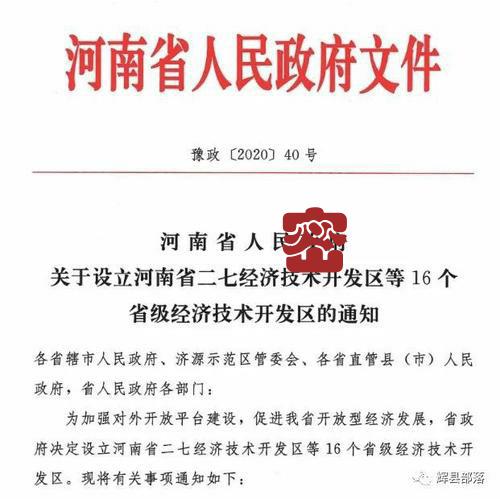 河南省人民政府文件
豫政〔2020〕40号
河南省人民
关于设立河南省二七经济技术开发区等16个
省级经济技术开发区的通知
各省辖市人民政府、济源示范区管委会、各省直管县(市)人民
政府,省人民政府各部门:
为加强对外开放平台建设,促进我省开放型经济发展,省政
府决定设立河南省二七经济技术开发区等16个省级经济技术开
发区。现将有关事项通知如下:
辉县部落